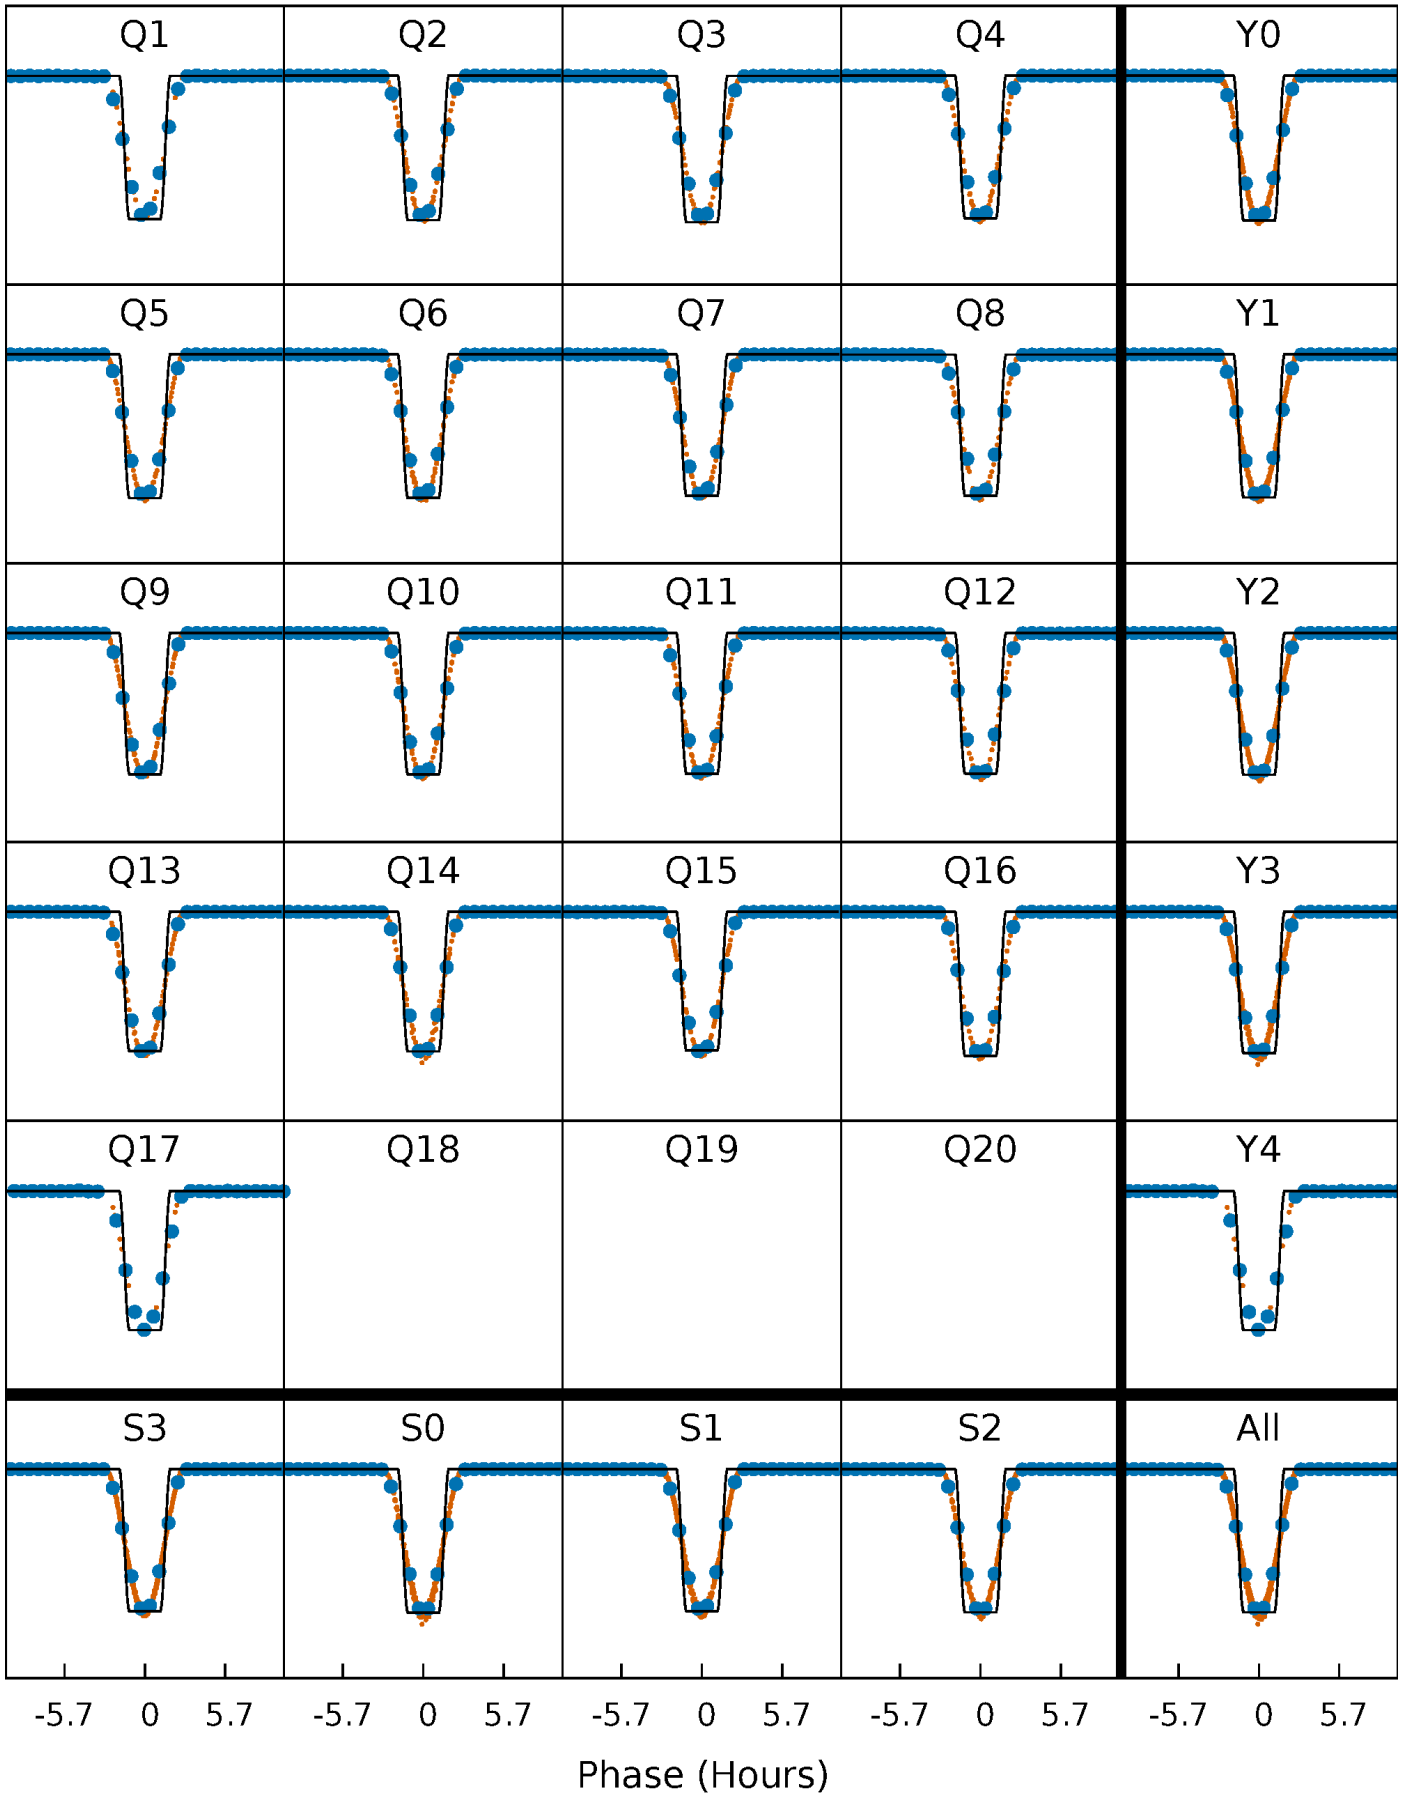 Q1 Q2 Q3 Q4 Y0
Q5 Q6 Q7 Q8 Y1
Q9 Q10 Q11 Q12 Y2
Q13 Q14 Q15 Q16 Y3
Q17 Q18 Q19 Q20 Y4
S3 S0 S1 S2 All
-5.7 0 5.7 -5.7 0 5.7 -5.7 0 5.7 -5.7 0 5.7 -5.7 0 5.7
Phase (Hours)